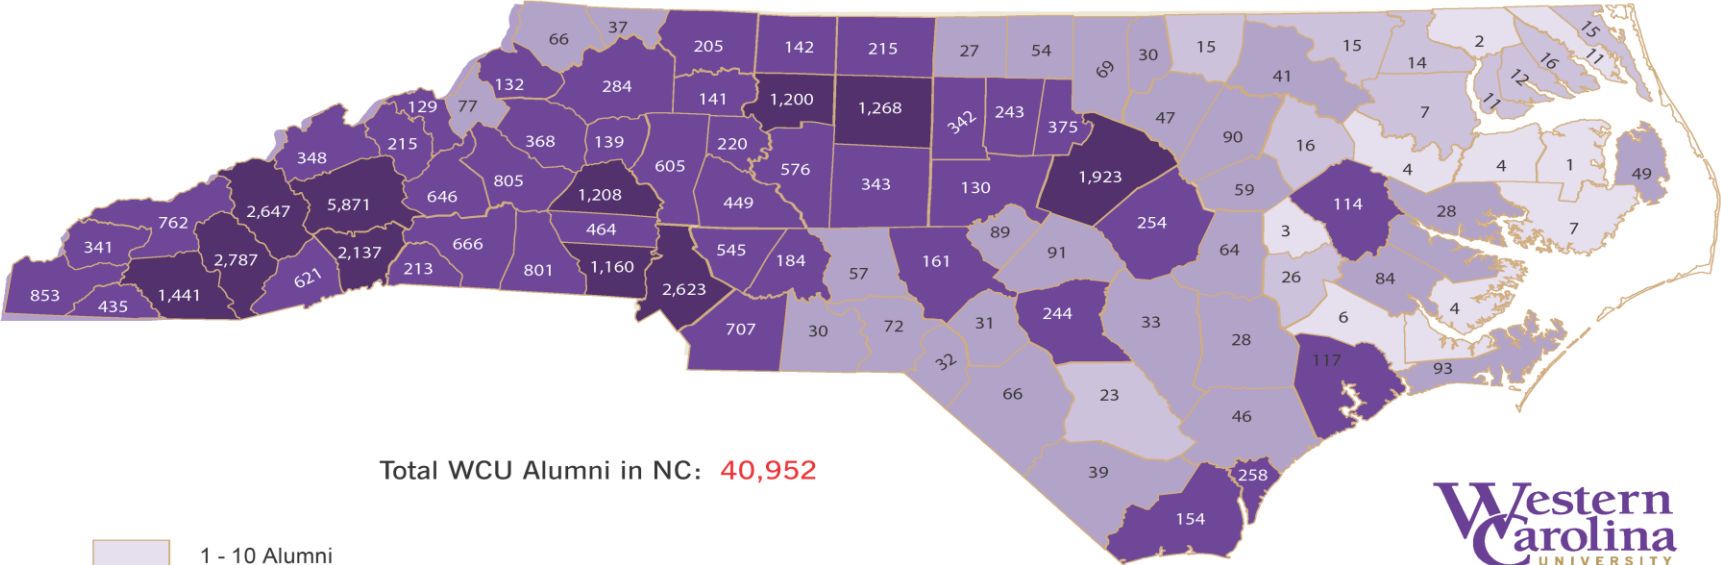 66 37 205 142 215 27 54 69 30 15 41 15 14 2 15 11 16 12 11
132 284 141 1,200 1,268 342 243 375 47 90 16 7 4 4 1 49
129 77 215 368 139 605 220 576 343 130 1,923 59 114 28 7
348 5,871 646 805 1,208 449 254 3
762 2,647 464 89 91 64 26 84 4
341 2,787 2,137 666 801 1,160 545 184 57 161
853 435 1,441 621 213 2,623 707 30 72 32 31 244 33 28 6 117 93
66 23 46
39 258
154
Total WCU Alumni in NC: 40,952
1 - 10 Alumni
Western
Carolina
UNIVERSITY